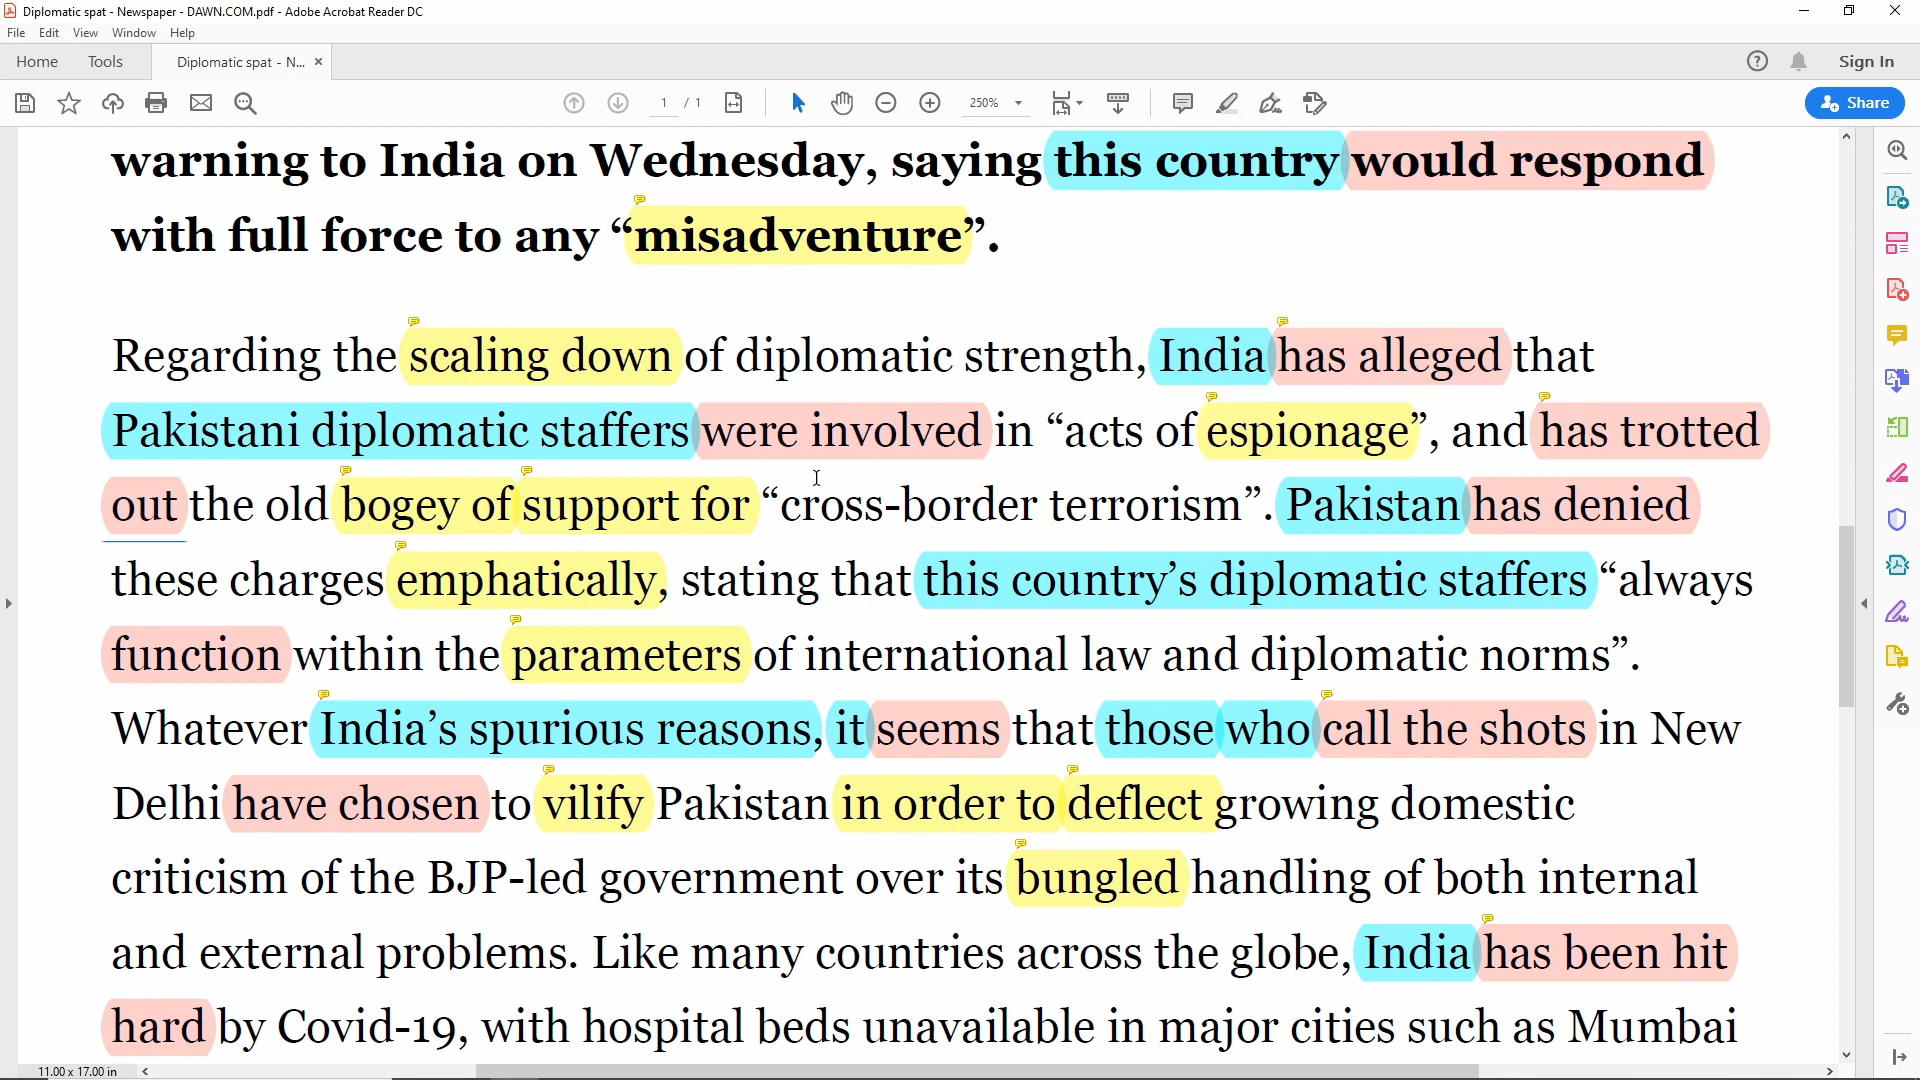 Diplomatic spat - Newspaper - DAWN.COM.pdf - Adobe Acrobat Reader DC
File Edit View Window Help
Home Tools Diplomatic spat - N... × Sign In
1 / 1 250% Share
warning to India on Wednesday, saying this country would respond
with full force to any “misadventure”.
Regarding the scaling down of diplomatic strength, India has alleged that
Pakistani diplomatic staffers were involved in “acts of espionage”, and has trotted
out the old bogey of support for “cross-border terrorism”. Pakistan has denied
these charges emphatically, stating that this country’s diplomatic staffers “always
function within the parameters of international law and diplomatic norms”.
Whatever India’s spurious reasons, it seems that those who call the shots in New
Delhi have chosen to vilify Pakistan in order to deflect growing domestic
criticism of the BJP-led government over its bungled handling of both internal
and external problems. Like many countries across the globe, India has been hit
hard by Covid-19, with hospital beds unavailable in major cities such as Mumbai
11.00 x 17.00 in